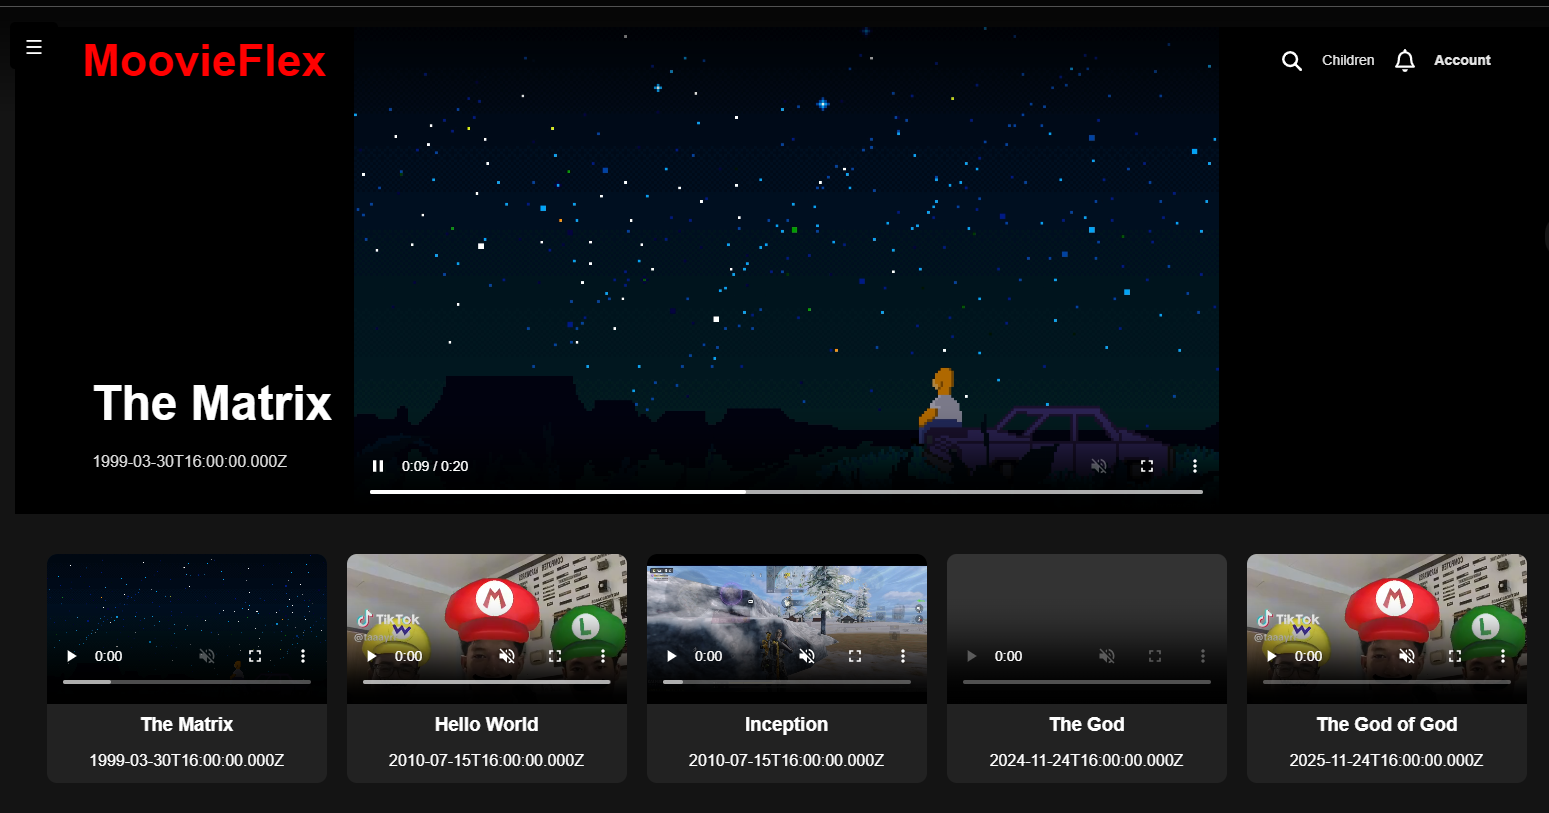 ☰
MoovieFlex
Children
Account
The Matrix
1999-03-30T16:00:00.000Z
0:09 / 0:20
0:00
0:00
0:00
0:00
0:00
M
L
TikTok
M
L
TikTok
The Matrix
Hello World
Inception
The God
The God of God
1999-03-30T16:00:00.000Z
2010-07-15T16:00:00.000Z
2010-07-15T16:00:00.000Z
2024-11-24T16:00:00.000Z
2025-11-24T16:00:00.000Z